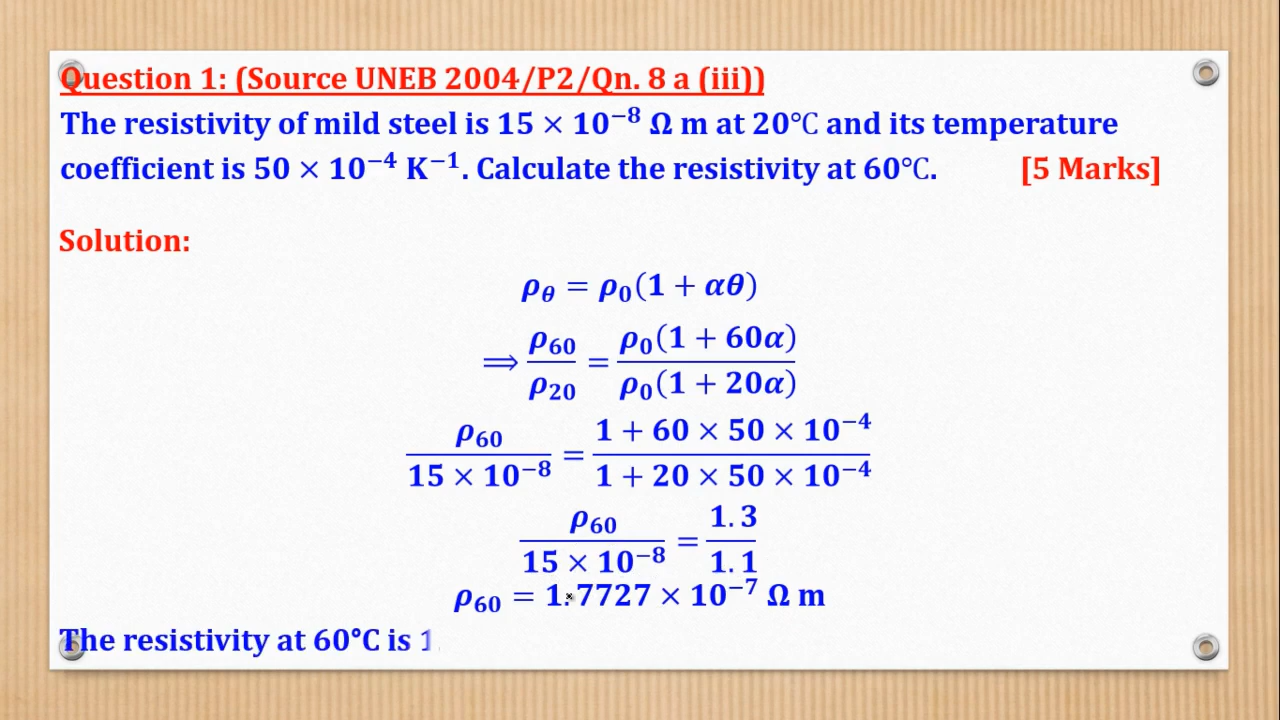 Question 1: (Source UNEB 2004/P2/Qn. 8 a (iii))
The resistivity of mild steel is 15 × 10⁻⁸ Ω m at 20℃ and its temperature
coefficient is 50 × 10⁻⁴ K⁻¹. Calculate the resistivity at 60℃. [5 Marks]
Solution:
ρ_θ = ρ₀(1 + αθ)
⟹ ρ₆₀/ρ₂₀ = ρ₀(1 + 60α)/ρ₀(1 + 20α)
ρ₆₀/(15 × 10⁻⁸) = (1 + 60 × 50 × 10⁻⁴)/(1 + 20 × 50 × 10⁻⁴)
ρ₆₀/(15 × 10⁻⁸) = 1.3/1.1
ρ₆₀ = 1.7727 × 10⁻⁷ Ω m
The resistivity at 60°C is 1.